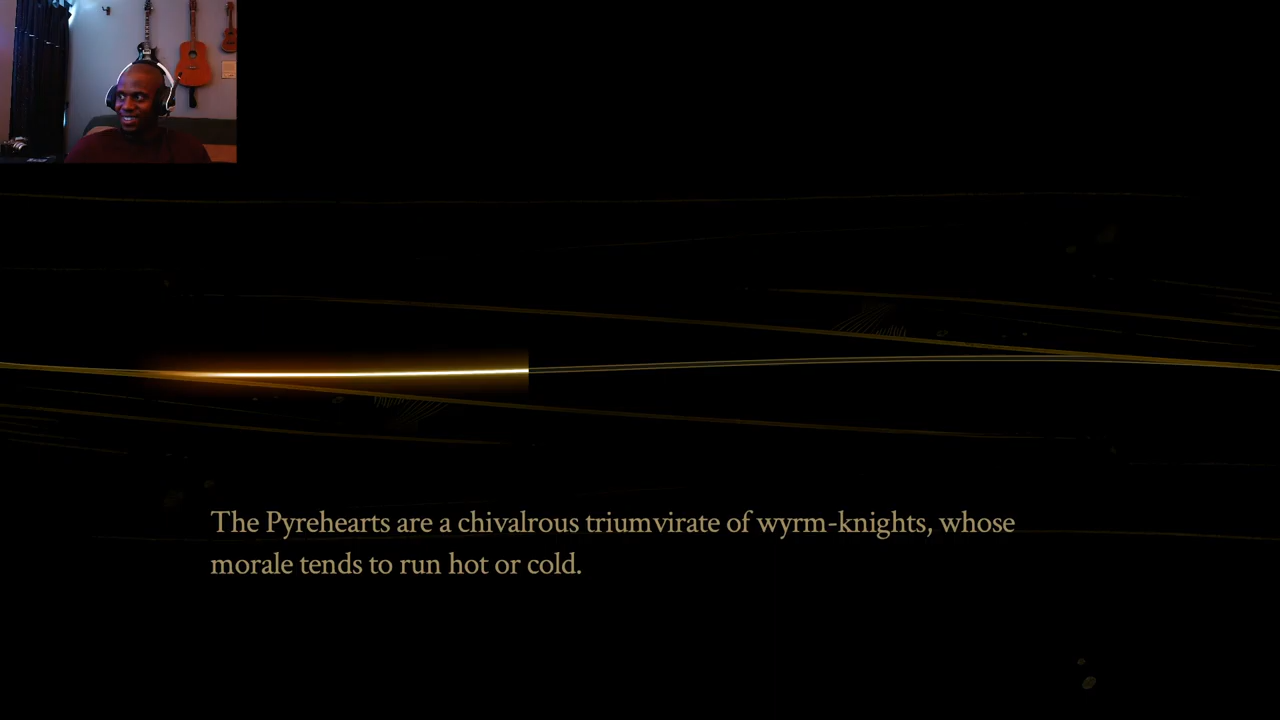 The Pyrehearts are a chivalrous triumvirate of wyrm-knights, whose
morale tends to run hot or cold.